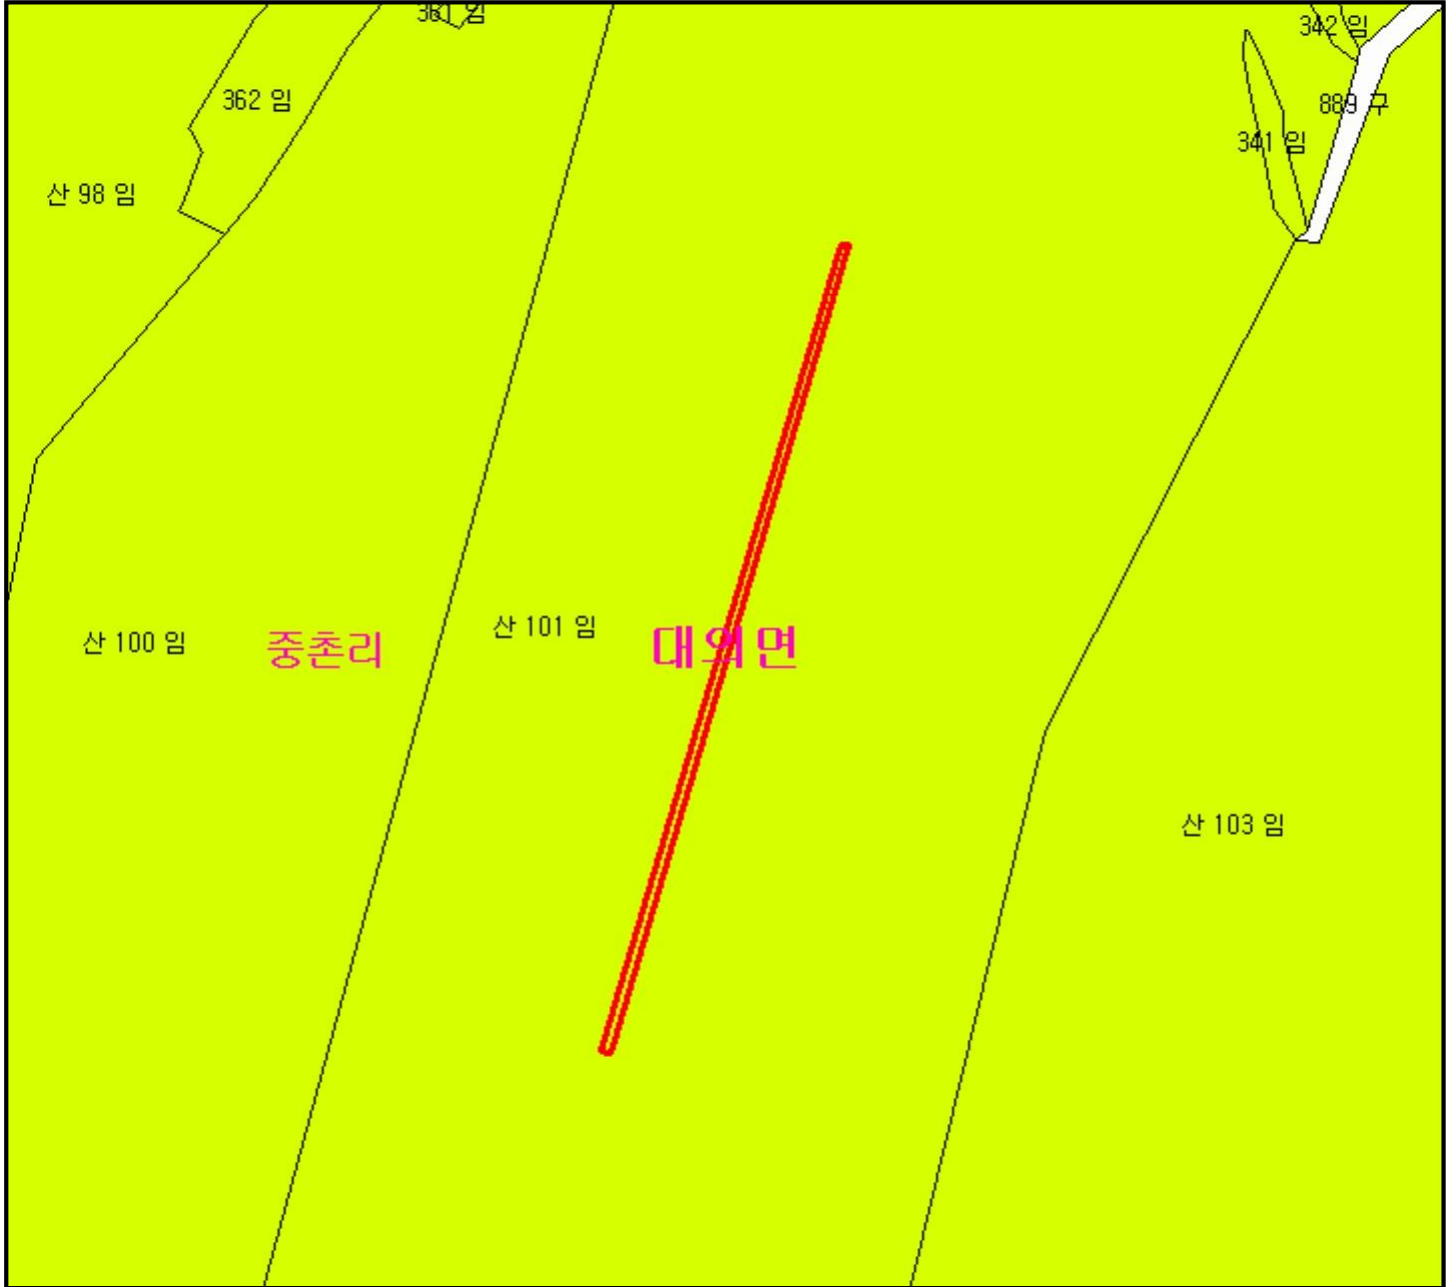 361 임
342 임
362 임
889 구
341 임
산 98 임
산 101 임
산 100 임
중촌리
대의면
산 103 임